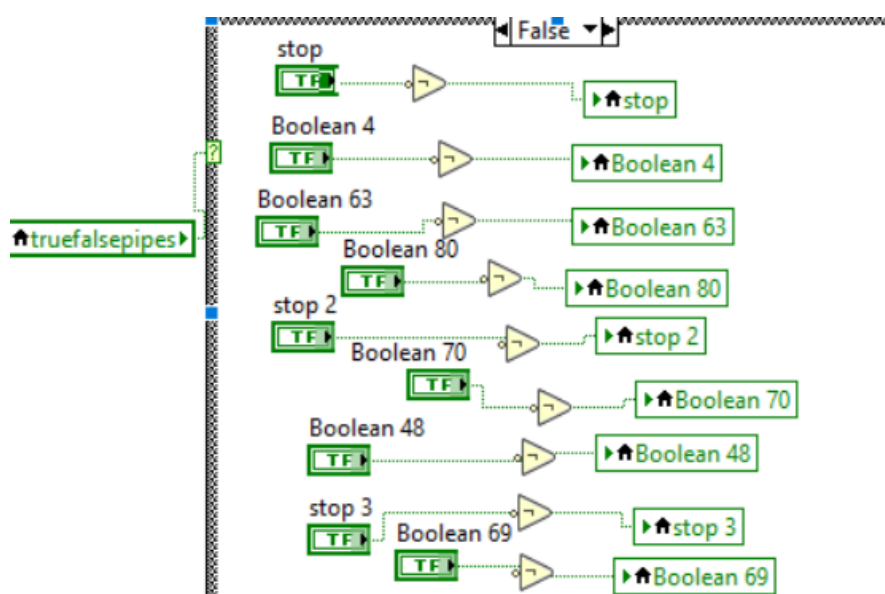 False
stop
TF
stop
Boolean 4
TF
Boolean 4
?
Boolean 63
TF
Boolean 63
truefalsepipes
Boolean 80
TF
Boolean 80
stop 2
TF
stop 2
Boolean 70
TF
Boolean 70
Boolean 48
TF
Boolean 48
stop 3
TF
stop 3
Boolean 69
TF
Boolean 69